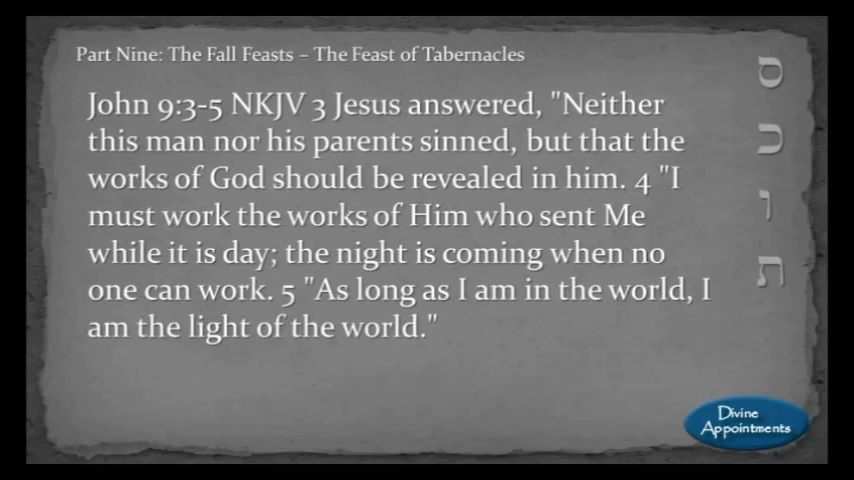 Part Nine: The Fall Feasts – The Feast of Tabernacles
John 9:3-5 NKJV 3 Jesus answered, "Neither
this man nor his parents sinned, but that the
works of God should be revealed in him. 4 "I
must work the works of Him who sent Me
while it is day; the night is coming when no
one can work. 5 "As long as I am in the world, I
am the light of the world."
Divine
Appointments